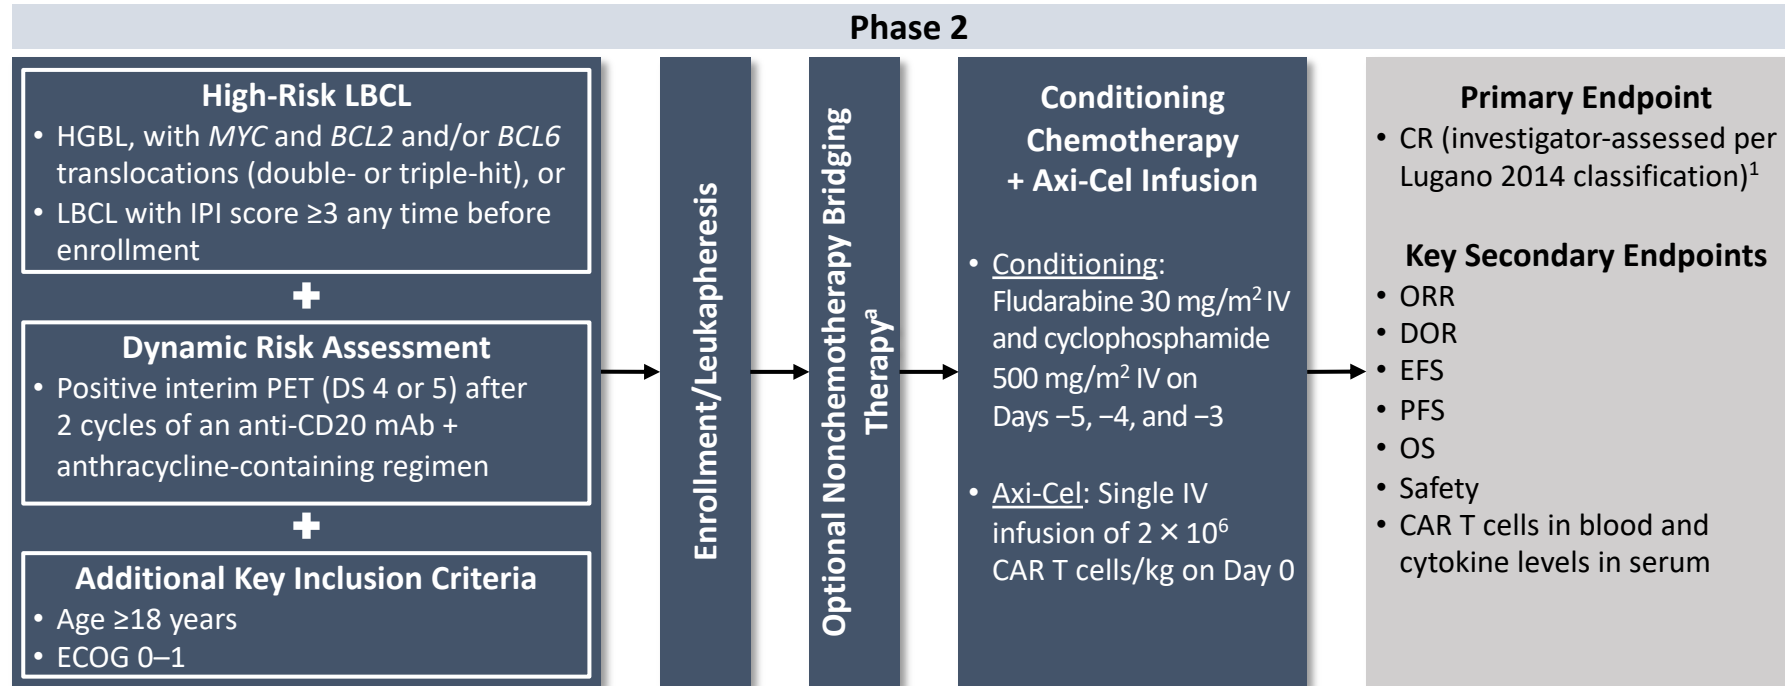 Phase 2
High-Risk LBCL
• HGBL, with MYC and BCL2 and/or BCL6
translocations (double- or triple-hit), or
• LBCL with IPI score ≥3 any time before
enrollment
+
Dynamic Risk Assessment
• Positive interim PET (DS 4 or 5) after
2 cycles of an anti-CD20 mAb +
anthracycline-containing regimen
+
Additional Key Inclusion Criteria
• Age ≥18 years
• ECOG 0–1
Enrollment/Leukapheresis
Optional Nonchemotherapy Bridging
Therapyᵃ
Conditioning
Chemotherapy
+ Axi-Cel Infusion
• Conditioning:
Fludarabine 30 mg/m² IV
and cyclophosphamide
500 mg/m² IV on
Days −5, −4, and −3
• Axi-Cel: Single IV
infusion of 2 × 10⁶
CAR T cells/kg on Day 0
Primary Endpoint
• CR (investigator-assessed per
Lugano 2014 classification)¹
Key Secondary Endpoints
• ORR
• DOR
• EFS
• PFS
• OS
• Safety
• CAR T cells in blood and
cytokine levels in serum